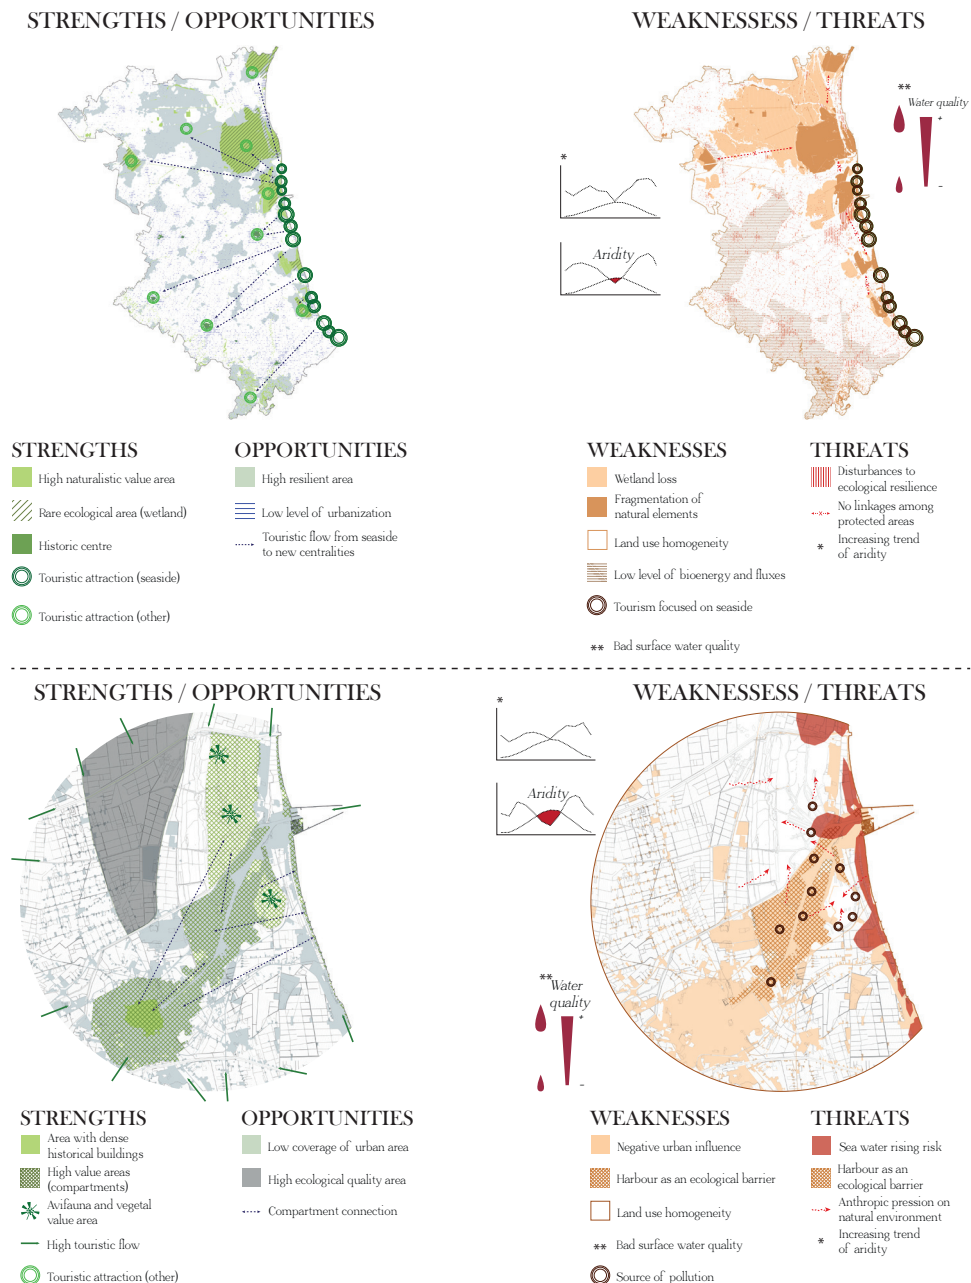 STRENGTHS / OPPORTUNITIES
WEAKNESSESS / THREATS
**
Water quality
+
-
*
Aridity
STRENGTHS
High naturalistic value area
Rare ecological area (wetland)
Historic centre
Touristic attraction (seaside)
Touristic attraction (other)
OPPORTUNITIES
High resilient area
Low level of urbanization
Touristic flow from seaside
to new centralities
WEAKNESSES
Wetland loss
Fragmentation of
natural elements
Land use homogeneity
Low level of bioenergy and fluxes
Tourism focused on seaside
** Bad surface water quality
THREATS
Disturbances to
ecological resilience
No linkages among
protected areas
* Increasing trend
of aridity
STRENGTHS / OPPORTUNITIES
WEAKNESSESS / THREATS
*
Aridity
**
Water
quality
+
-
STRENGTHS
Area with dense
historical buildings
High value areas
(compartments)
Avifauna and vegetal
value area
High touristic flow
Touristic attraction (other)
OPPORTUNITIES
Low coverage of urban area
High ecological quality area
Compartment connection
WEAKNESSES
Negative urban influence
Harbour as an ecological barrier
Land use homogeneity
** Bad surface water quality
Source of pollution
THREATS
Sea water rising risk
Harbour as an
ecological barrier
Anthropic pression on
natural environment
* Increasing trend
of aridity